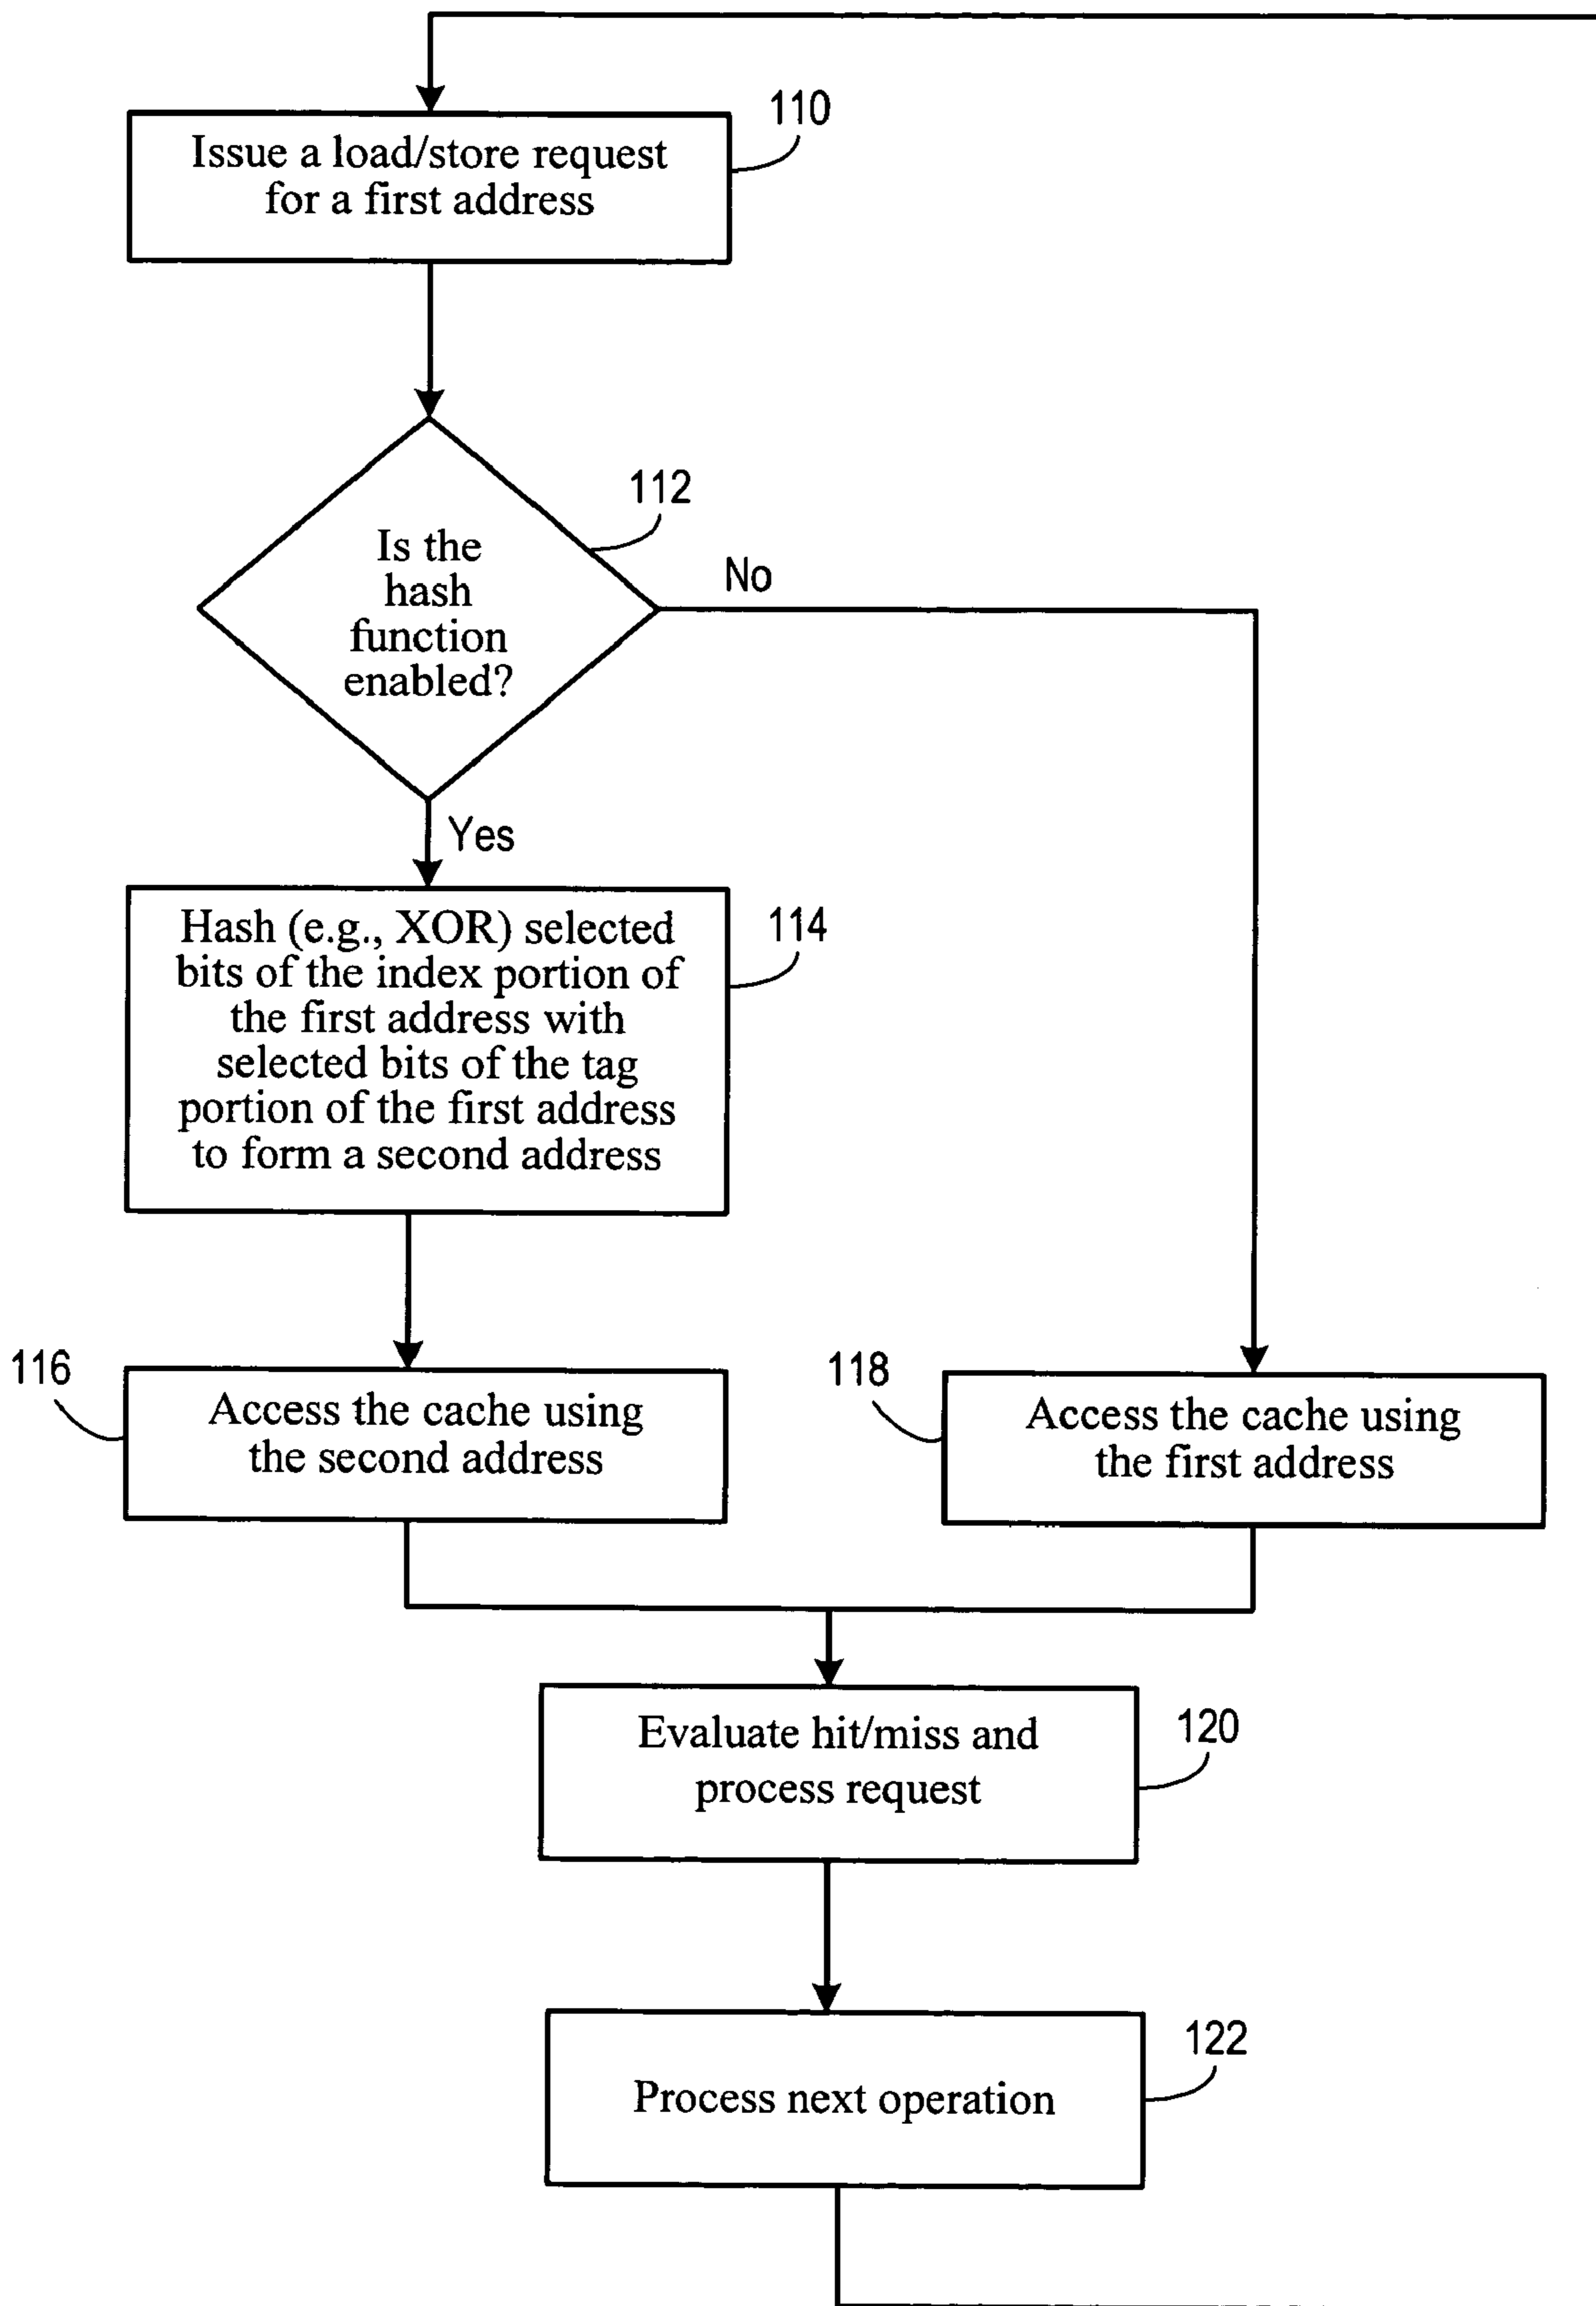 110
Issue a load/store request
for a first address
112
Is the
hash
function
enabled?
No
Yes
114
Hash (e.g., XOR) selected
bits of the index portion of
the first address with
selected bits of the tag
portion of the first address
to form a second address
116
Access the cache using
the second address
118
Access the cache using
the first address
120
Evaluate hit/miss and
process request
122
Process next operation